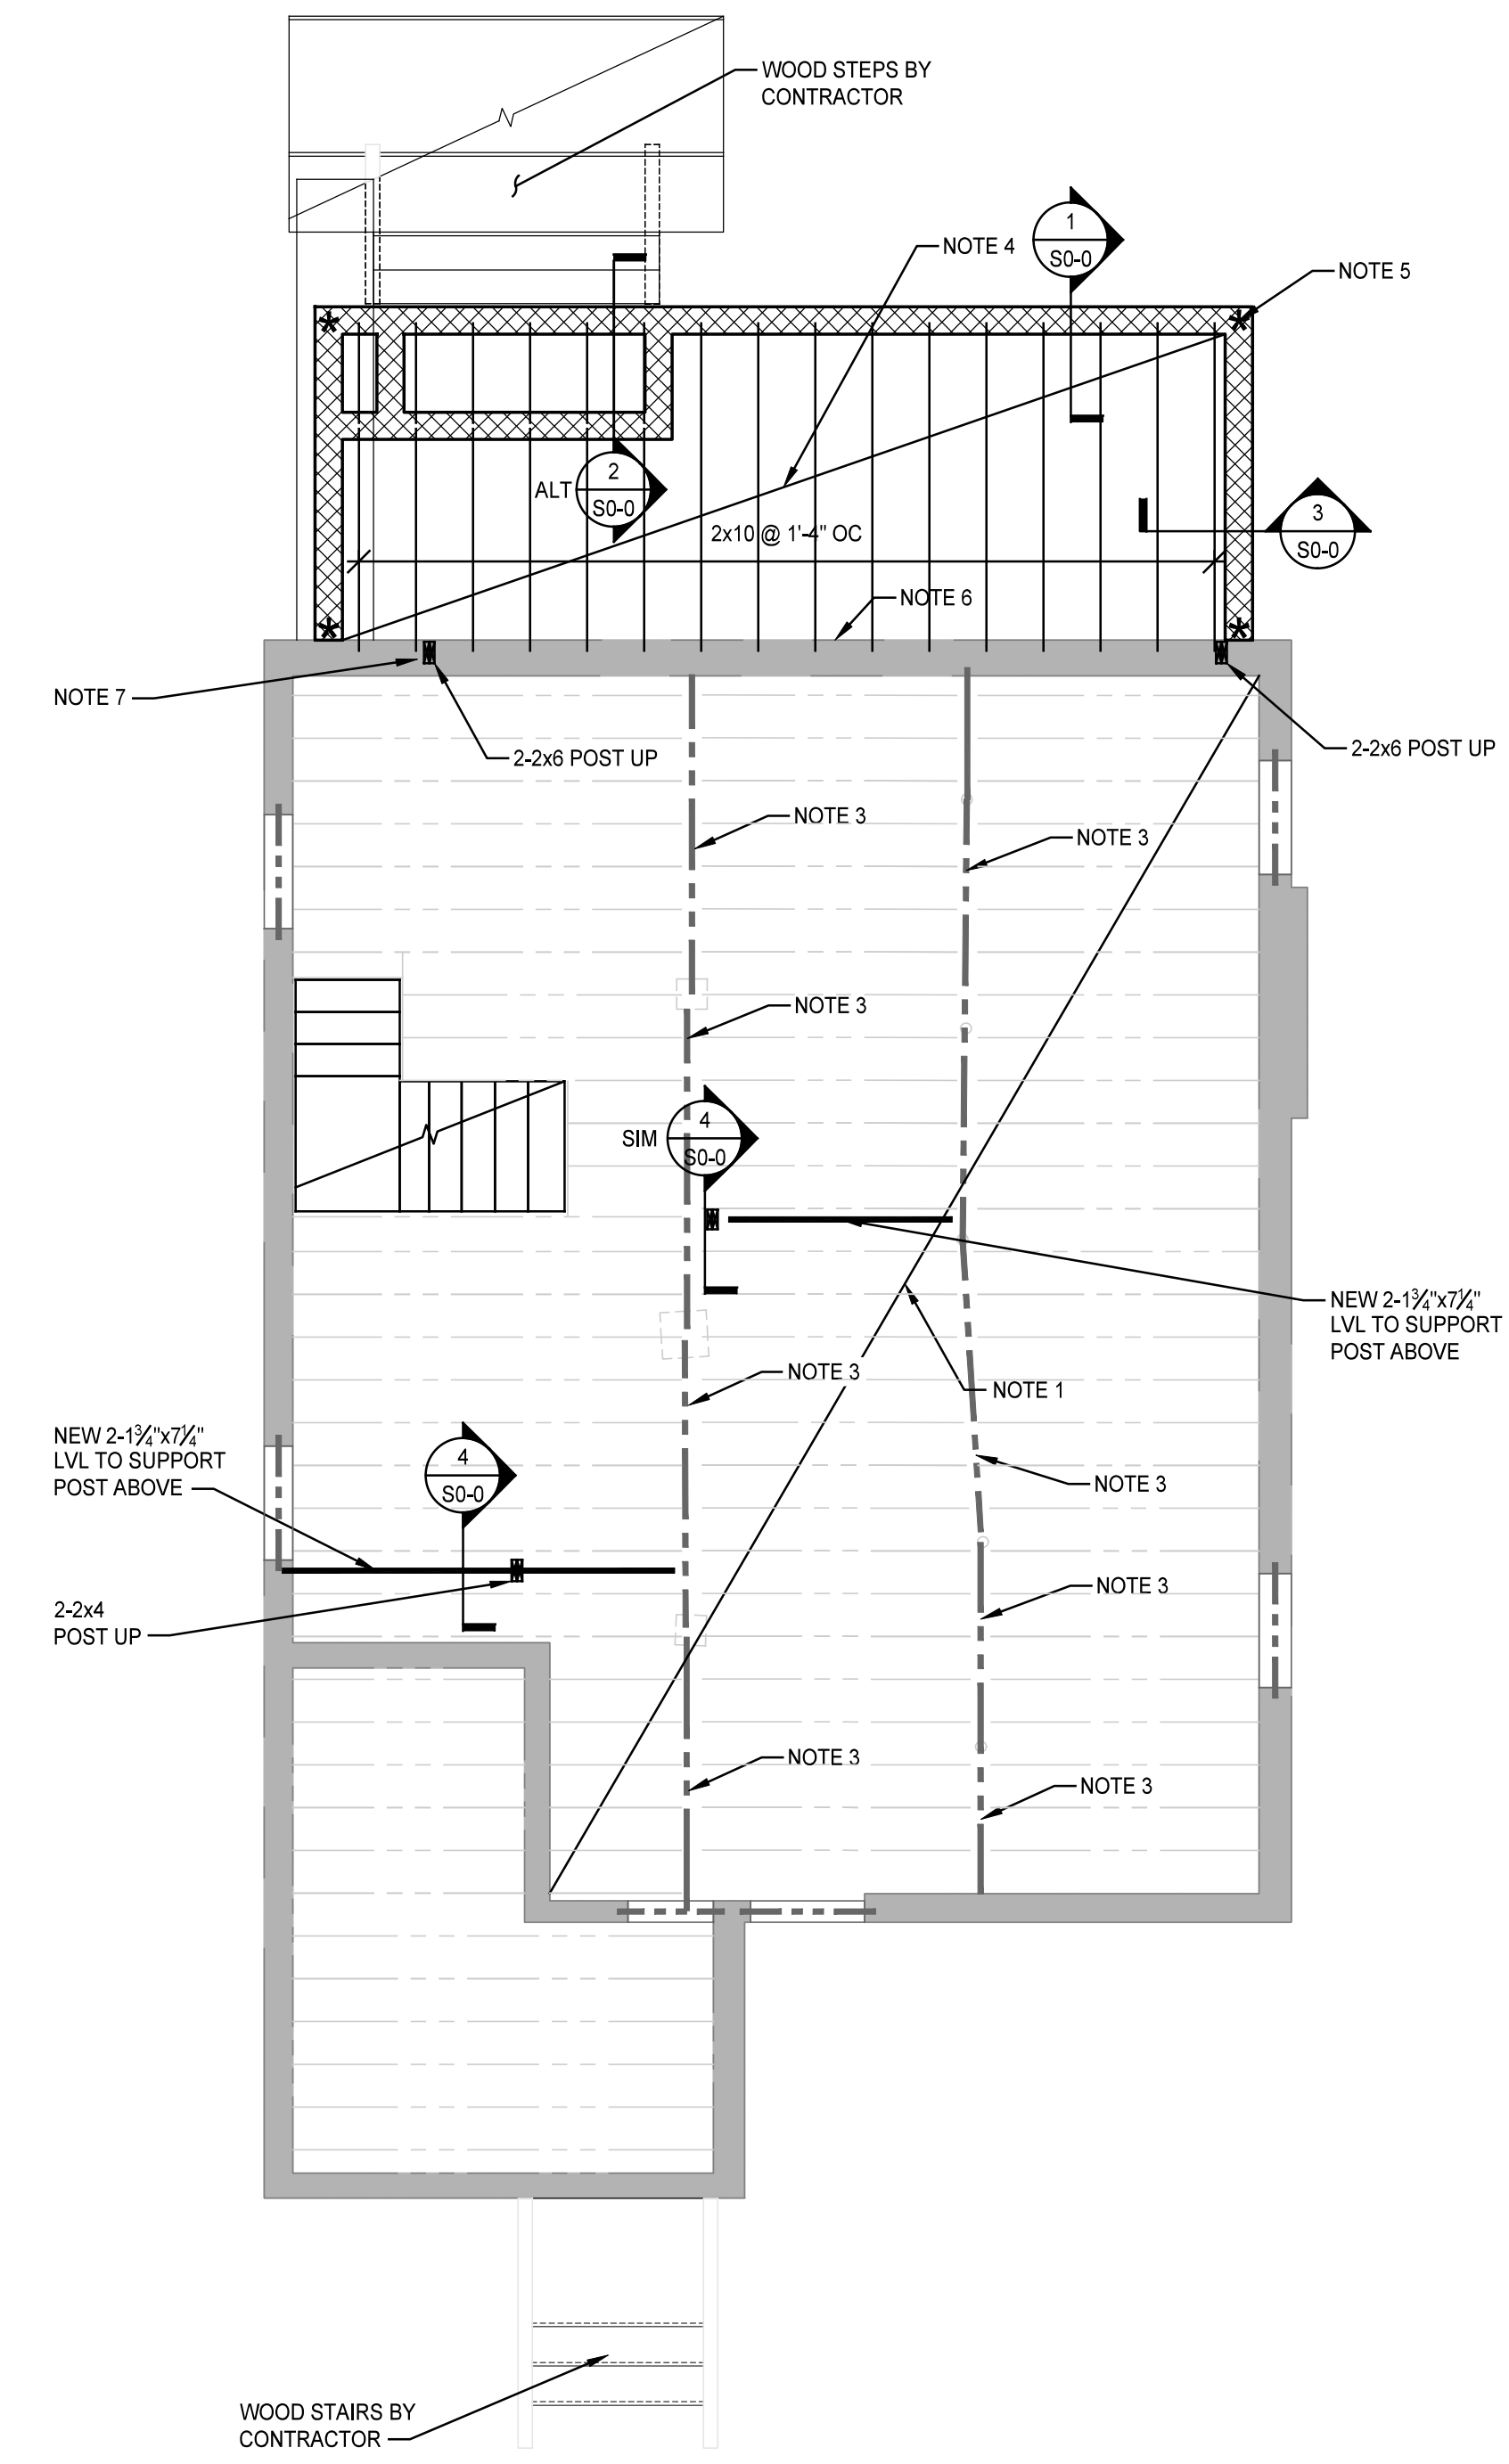 WOOD STEPS BY
CONTRACTOR
1
S0-0
NOTE 4
NOTE 5
2
S0-0
ALT
3
S0-0
2x10 @ 1'-4" OC
NOTE 6
NOTE 7
2-2x6 POST UP
2-2x6 POST UP
NOTE 3
NOTE 3
NOTE 3
4
S0-0
SIM
NEW 2-1¾"x7¼"
LVL TO SUPPORT
POST ABOVE
NOTE 3
NOTE 1
NEW 2-1¾"x7¼"
LVL TO SUPPORT
POST ABOVE
4
S0-0
NOTE 3
2-2x4
POST UP
NOTE 3
NOTE 3
NOTE 3
WOOD STAIRS BY
CONTRACTOR